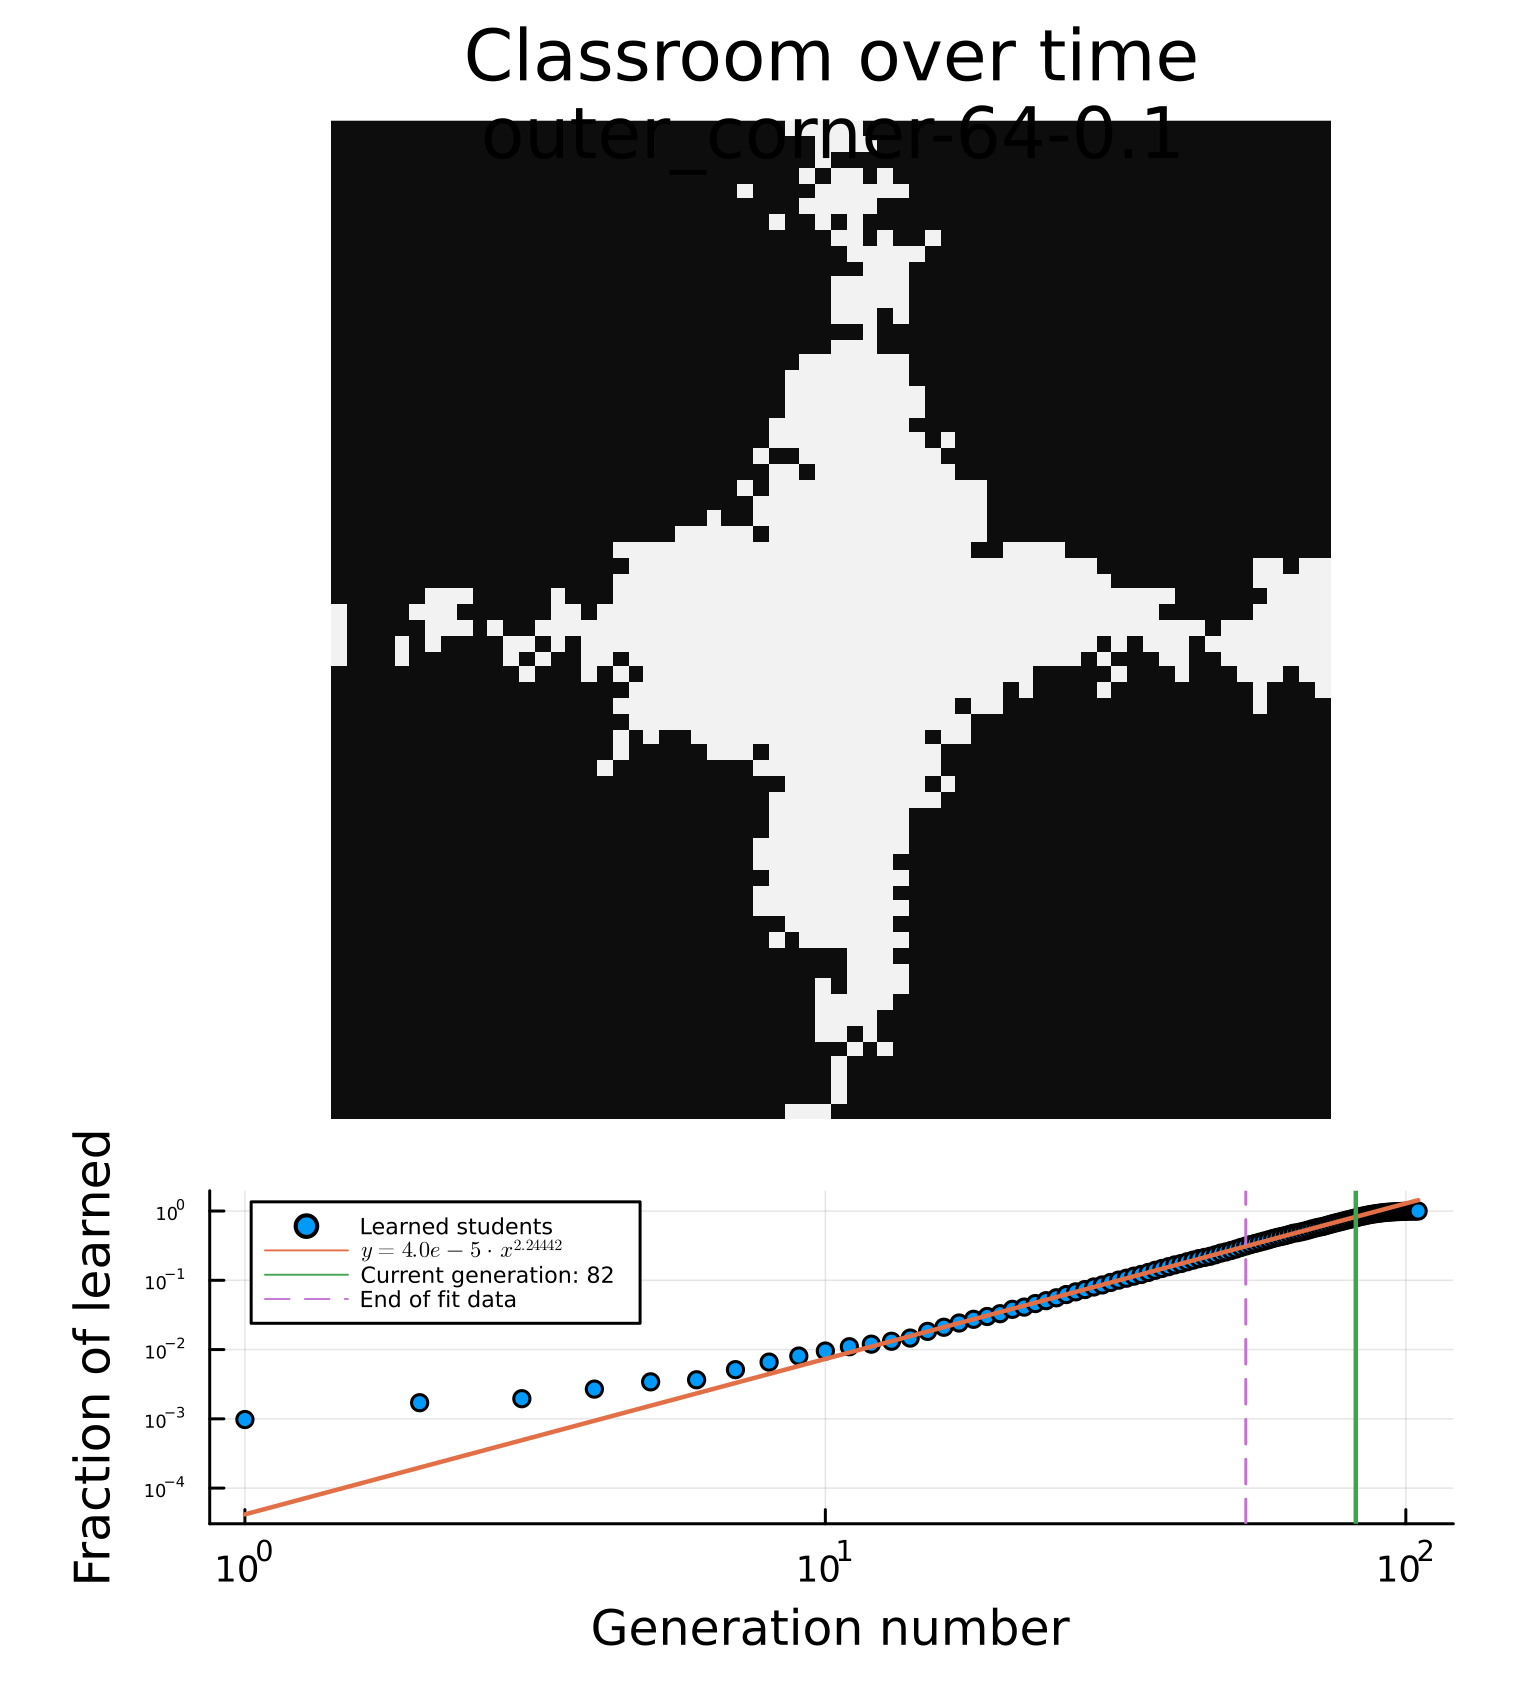 Classroom over time
outer_corner-64-0.1
Fraction of learned
10⁰
10⁻¹
10⁻²
10⁻³
10⁻⁴
Learned students
y = 4.0e − 5 · x^2.24442
Current generation: 82
End of fit data
10⁰ 10¹ 10²
Generation number